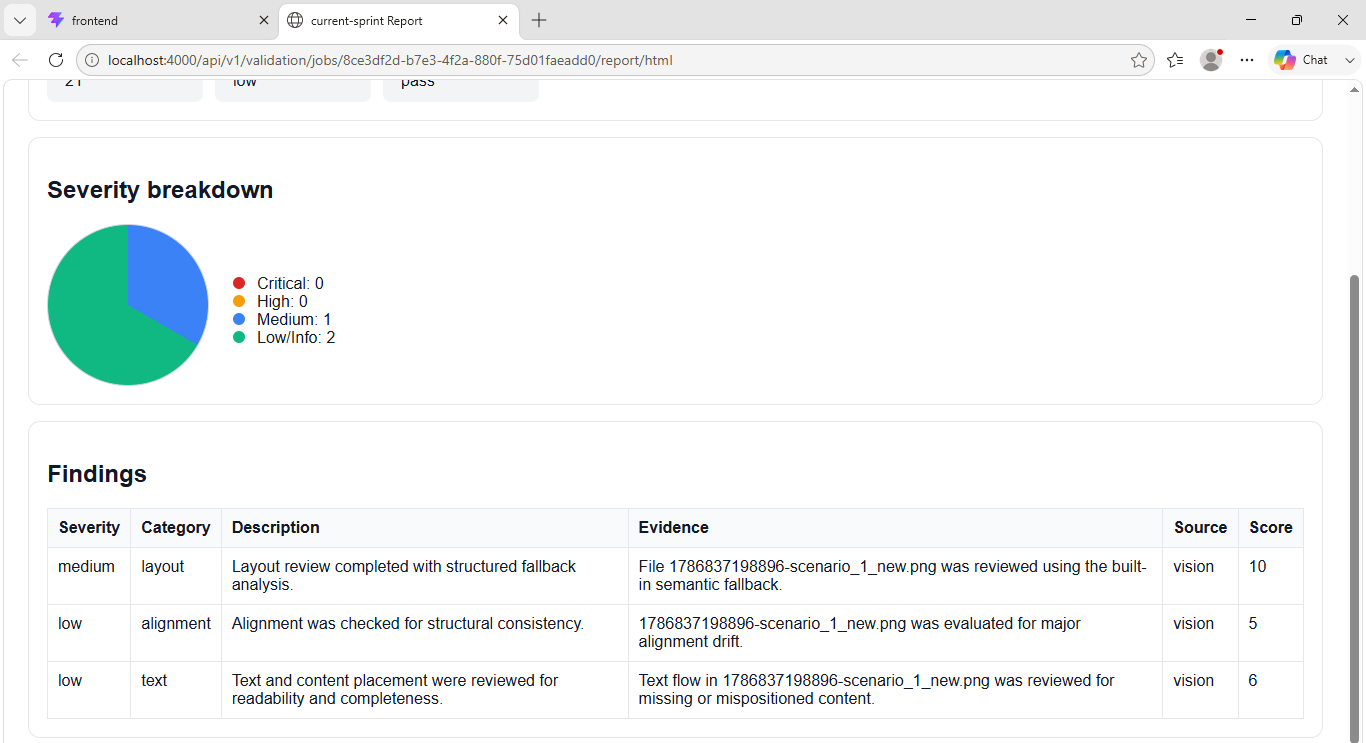 frontend
current-sprint Report
localhost:4000/api/v1/validation/jobs/8ce3df2d-b7e3-4f2a-880f-75d01faeadd0/report/html
Chat
21
low
pass
Severity breakdown
Critical: 0
High: 0
Medium: 1
Low/Info: 2
Findings
Severity Category Description Evidence Source Score
medium layout Layout review completed with structured fallback File 1786837198896-scenario_1_new.png was reviewed using the built- vision 10
analysis. in semantic fallback.
low alignment Alignment was checked for structural consistency. 1786837198896-scenario_1_new.png was evaluated for major vision 5
alignment drift.
low text Text and content placement were reviewed for Text flow in 1786837198896-scenario_1_new.png was reviewed for vision 6
readability and completeness. missing or mispositioned content.